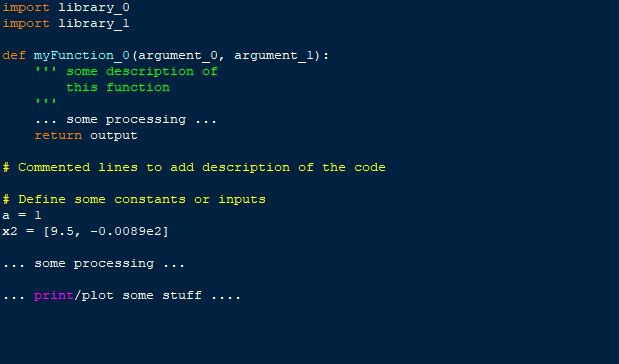 import library_0
import library_1
def myFunction_0(argument_0, argument_1):
''' some description of
this function
'''
... some processing ...
return output
# Commented lines to add description of the code
# Define some constants or inputs
a = 1
x2 = [9.5, -0.0089e2]
... some processing ...
... print/plot some stuff ....